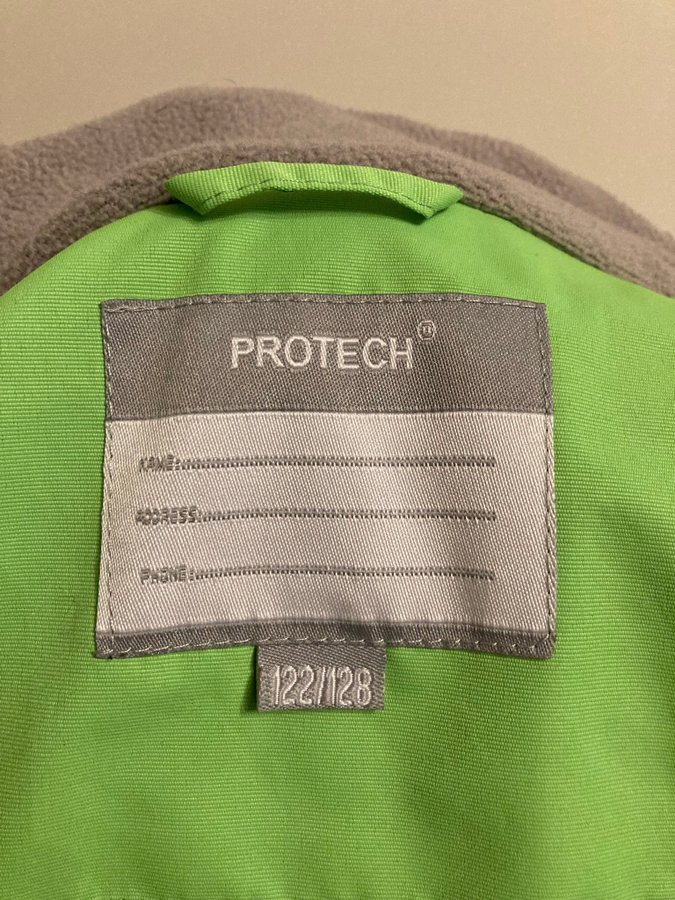 PROTECH®
NAME:
ADDRESS:
PHONE:
122/128